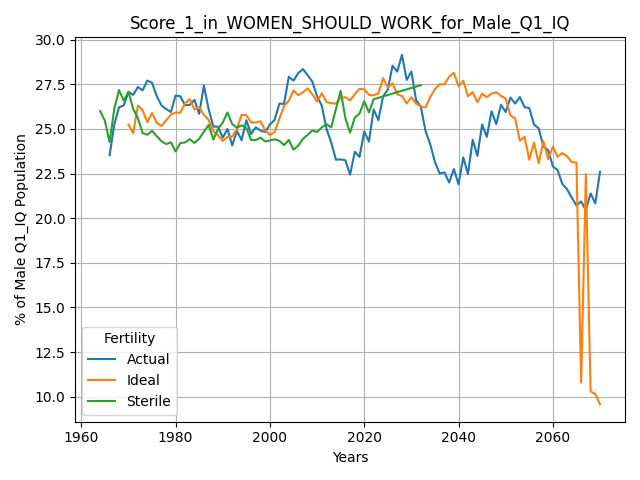 Score_1_in_WOMEN_SHOULD_WORK_for_Male_Q1_IQ
30.0
27.5
25.0
22.5
20.0
17.5
15.0
12.5
10.0
% of Male Q1_IQ Population
Fertility
Actual
Ideal
Sterile
1960 1980 2000 2020 2040 2060
Years